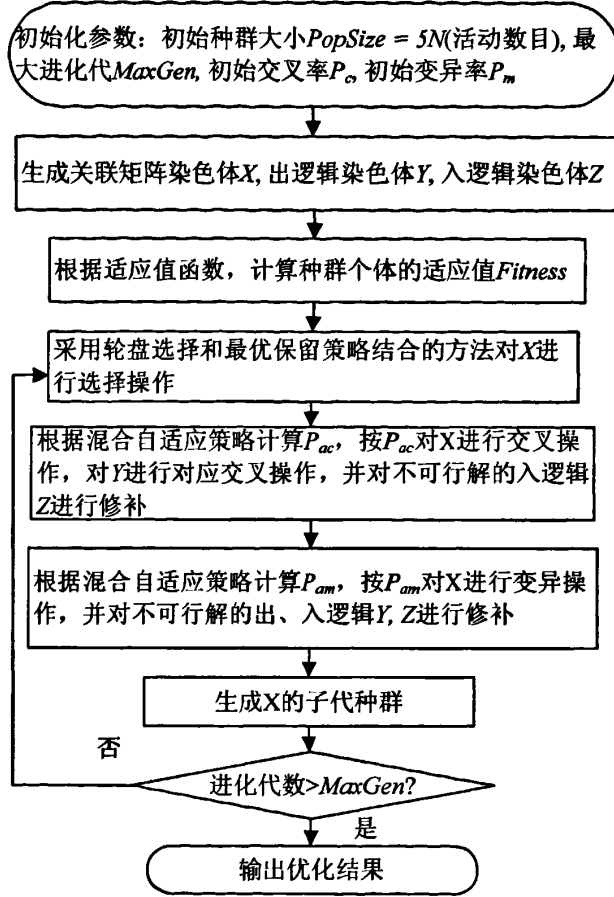 初始化参数：初始种群大小PopSize = 5N(活动数目), 最
大进化代MaxGen, 初始交叉率Pc, 初始变异率Pm
生成关联矩阵染色体X, 出逻辑染色体Y, 入逻辑染色体Z
根据适应值函数，计算种群个体的适应值Fitness
采用轮盘选择和最优保留策略结合的方法对X进
行选择操作
根据混合自适应策略计算Pac，按Pac对X进行交叉操
作，对Y进行对应交叉操作，并对不可行解的入逻辑
Z进行修补
根据混合自适应策略计算Pam，按Pam对X进行变异操
作，并对不可行解的出、入逻辑Y, Z进行修补
生成X的子代种群
否
进化代数>MaxGen?
是
输出优化结果